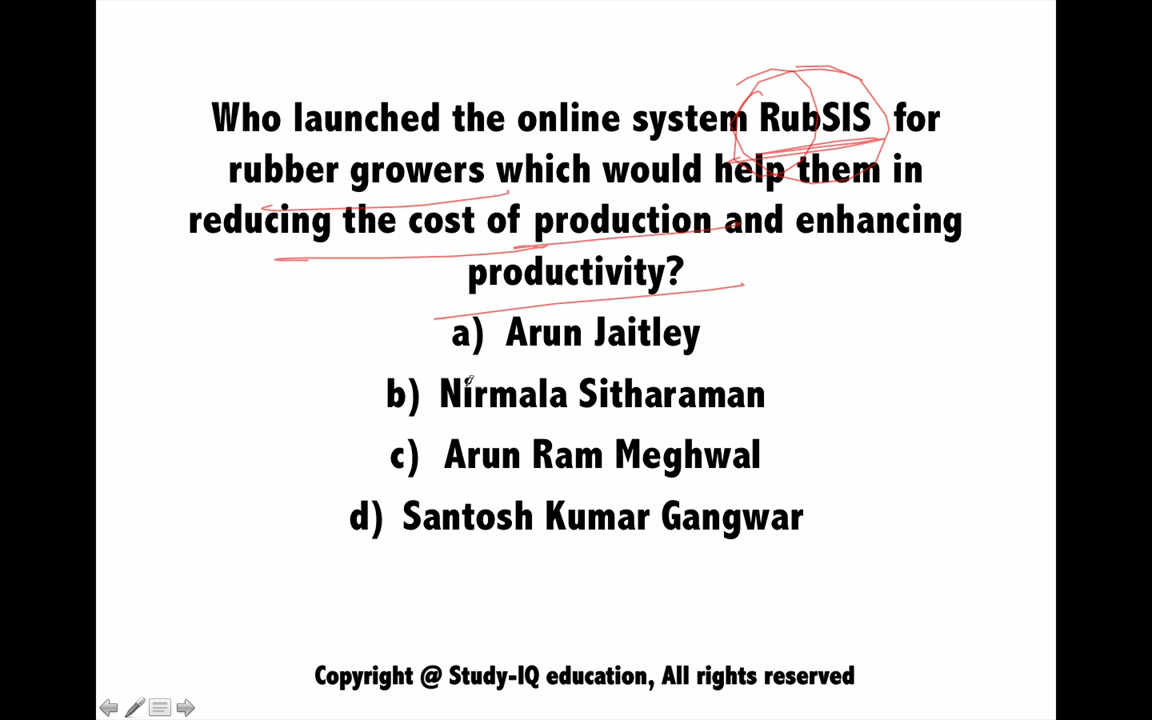 Who launched the online system RubSIS for
rubber growers which would help them in
reducing the cost of production and enhancing
productivity?
a) Arun Jaitley
b) Nirmala Sitharaman
c) Arun Ram Meghwal
d) Santosh Kumar Gangwar
Copyright @ Study-IQ education, All rights reserved